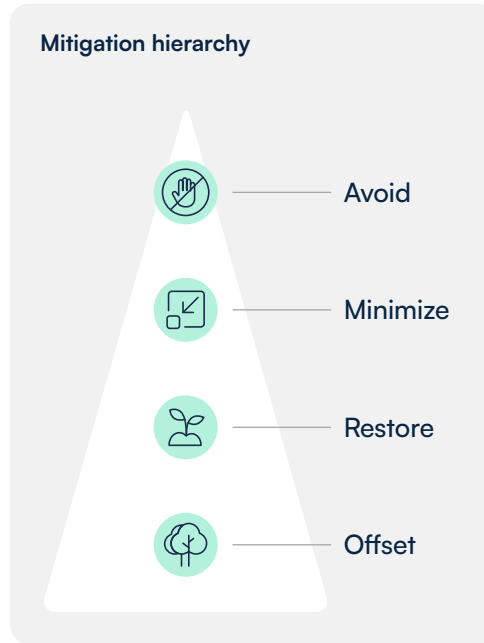 Mitigation hierarchy
Avoid
Minimize
Restore
Offset